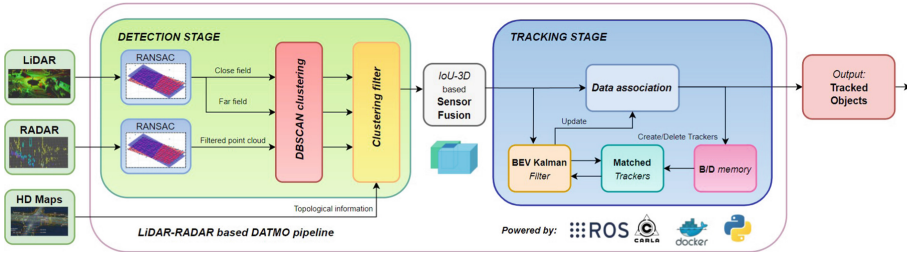 DETECTION STAGE
TRACKING STAGE
LiDAR
RANSAC
Close field
Far field
RADAR
RANSAC
Filtered point cloud
HD Maps
Topological information
DBSCAN clustering
Clustering filter
IoU-3D
based
Sensor
Fusion
Data association
Update
Create/Delete Trackers
BEV Kalman
Filter
Matched
Trackers
B/D memory
Output:
Tracked
Objects
LiDAR-RADAR based DATMO pipeline
Powered by:
ROS
CARLA
docker